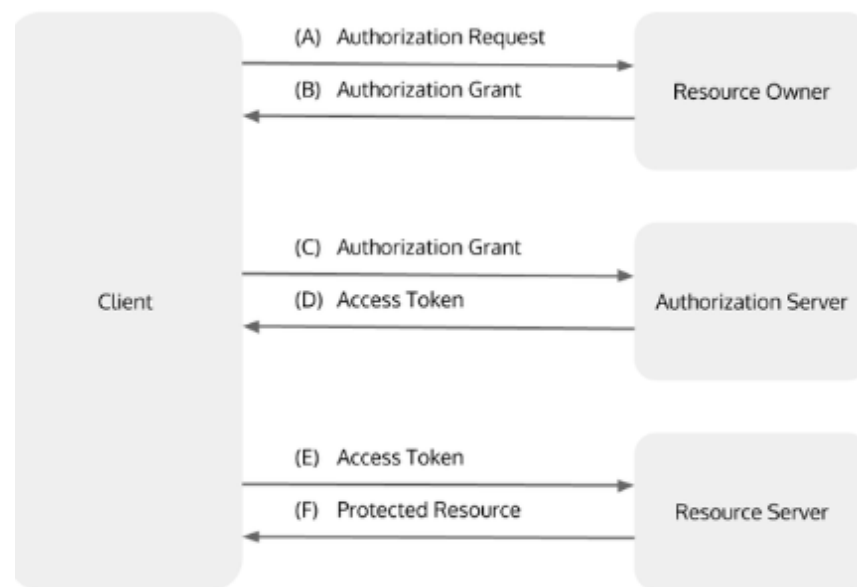 (A) Authorization Request
(B) Authorization Grant
Resource Owner
(C) Authorization Grant
Client
(D) Access Token
Authorization Server
(E) Access Token
(F) Protected Resource
Resource Server